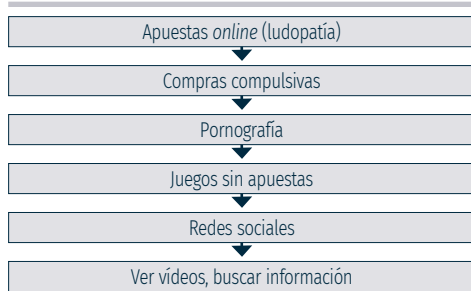 Apuestas online (ludopatía)
Compras compulsivas
Pornografía
Juegos sin apuestas
Redes sociales
Ver vídeos, buscar información